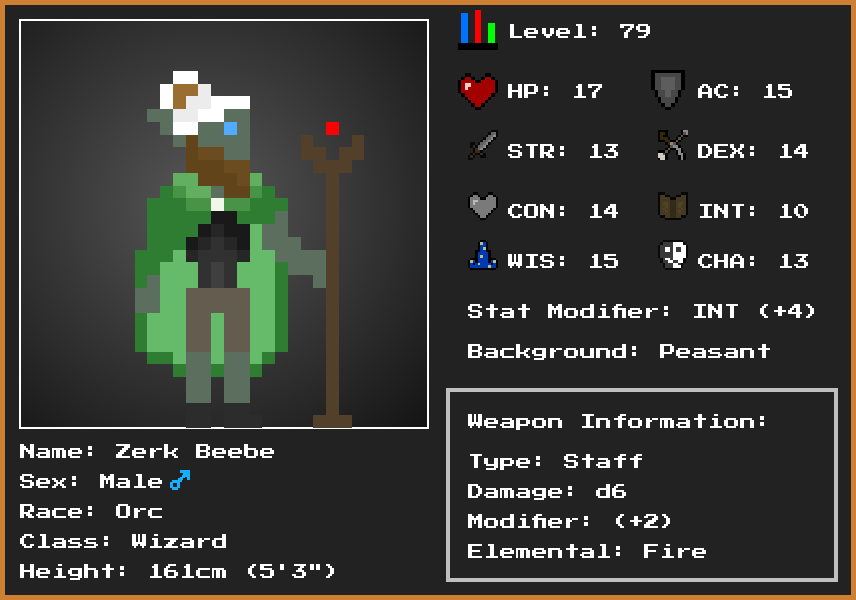 Level: 79
HP: 17 AC: 15
STR: 13 DEX: 14
CON: 14 INT: 10
WIS: 15 CHA: 13
Stat Modifier: INT (+4)
Background: Peasant
Weapon Information:
Type: Staff
Damage: d6
Modifier: (+2)
Elemental: Fire
Name: Zerk Beebe
Sex: Male ♂
Race: Orc
Class: Wizard
Height: 161cm (5'3")